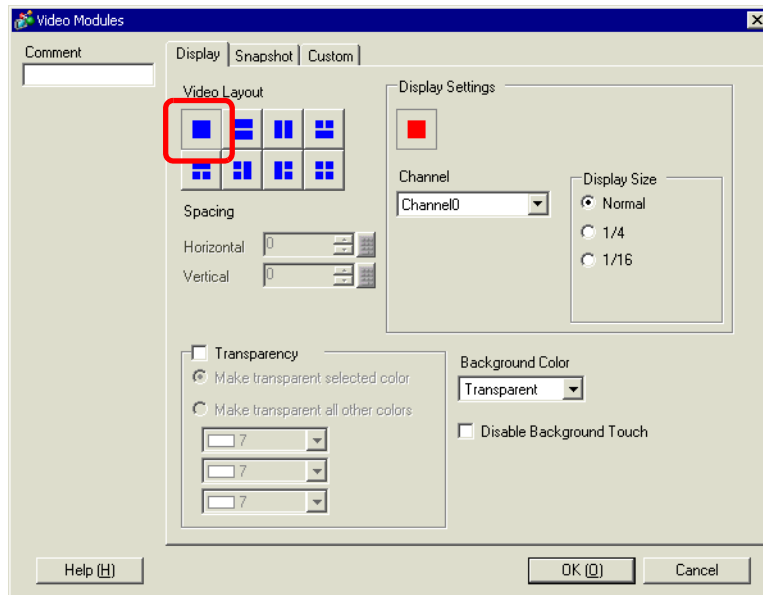 Video Modules
Comment
Display Snapshot Custom
Video Layout
Display Settings
Channel
Channel0
Display Size
Normal
1/4
1/16
Spacing
Horizontal 0
Vertical 0
Transparency
Make transparent selected color
Make transparent all other colors
7
7
7
Background Color
Transparent
Disable Background Touch
Help (H)
OK (O)
Cancel